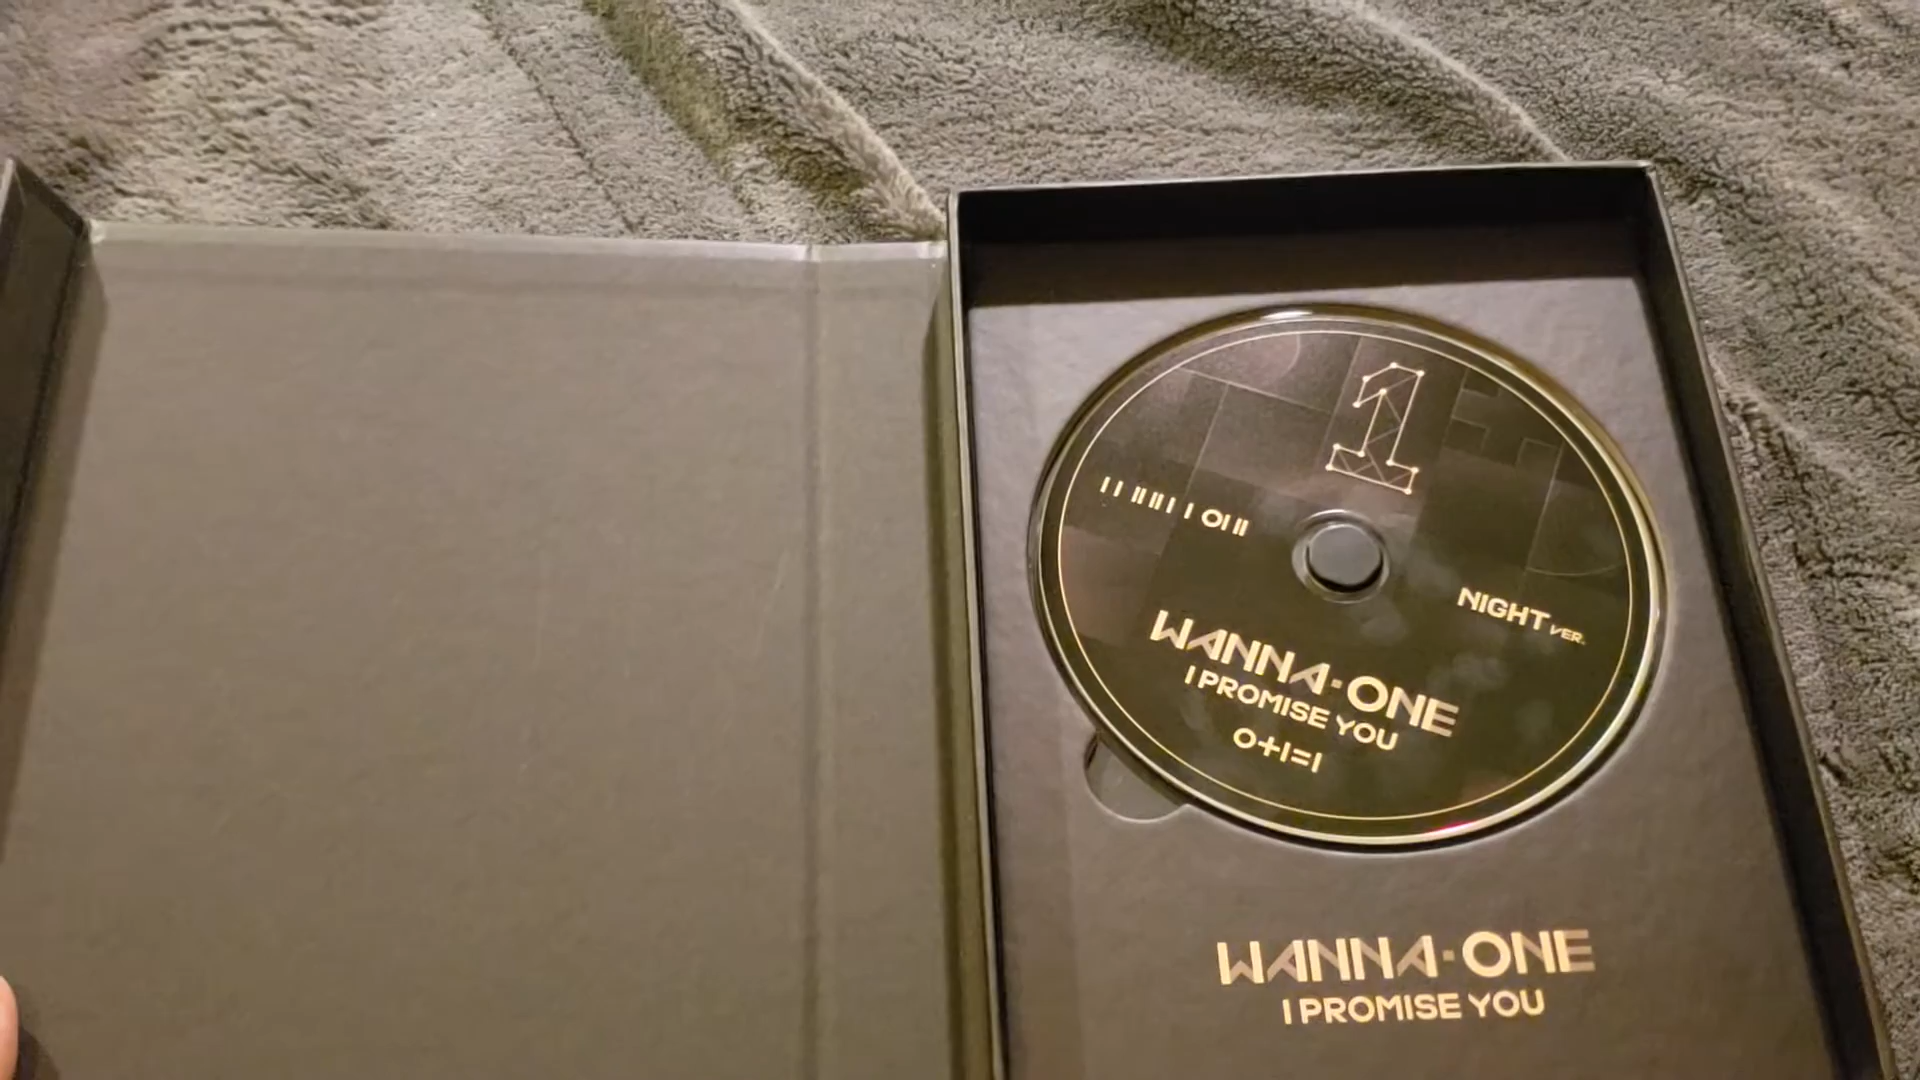 1
NIGHT VER.
WANNA·ONE
I PROMISE YOU
0+1=1
WANNA·ONE
I PROMISE YOU